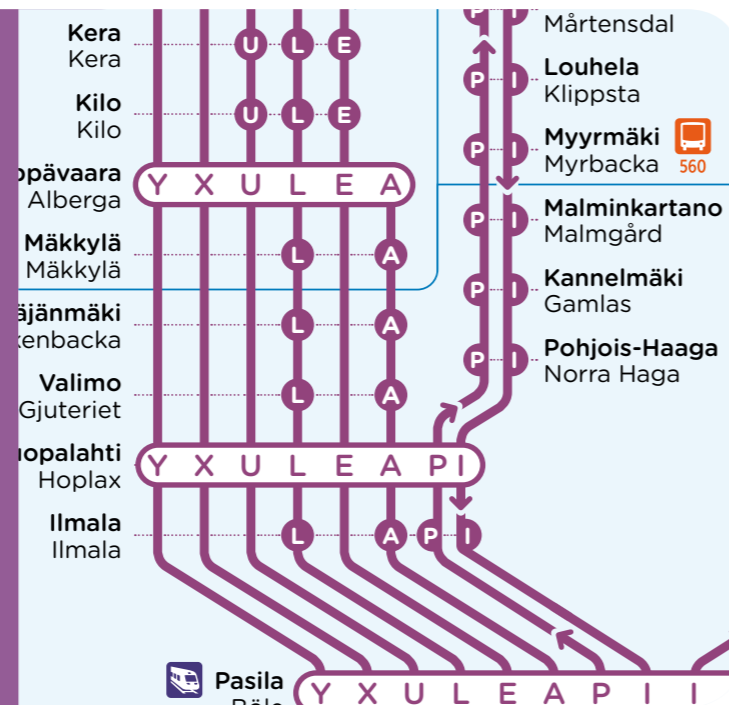 Kera
Kera
U L E
Kilo
Kilo
U L E
Alberga
Y X U L E A
Mäkkylä
Mäkkylä
L A
L A
Valimo
Gjuteriet
L A
Hoplax
Y X U L E A P I
Ilmala
Ilmala
L A P I
Pasila
Y X U L E A P I I
P I
Mårtensdal
P I
Louhela
Klippsta
P I
Myyrmäki
Myrbacka
560
P I
Malminkartano
Malmgård
P I
Kannelmäki
Gamlas
P I
Pohjois-Haaga
Norra Haga